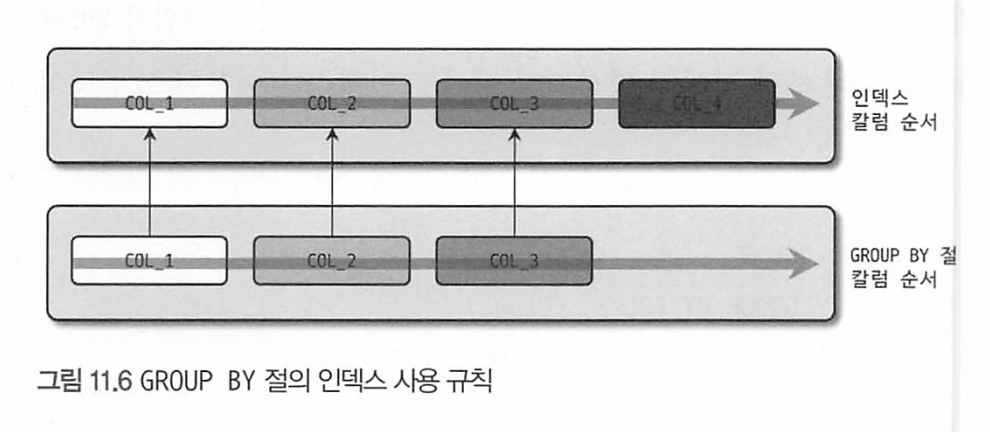 COL_1 COL_2 COL_3 COL_4
인덱스
칼럼 순서
COL_1 COL_2 COL_3
GROUP BY 절
칼럼 순서
그림 11.6 GROUP BY 절의 인덱스 사용 규칙